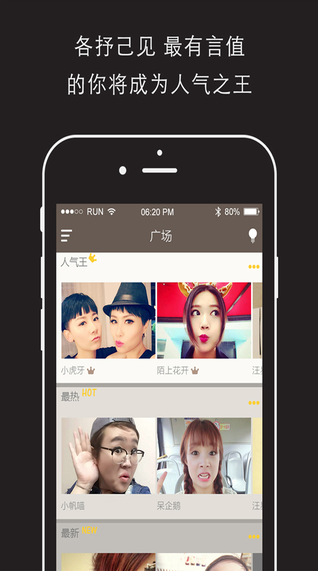 各抒己见 最有言值
的你将成为人气之王
RUN 06:20 PM 80%
广场
人气王
小虎牙 陌上花开 汪
最热 HOT
小帆喵 呆企鹅 汪
最新 NEW